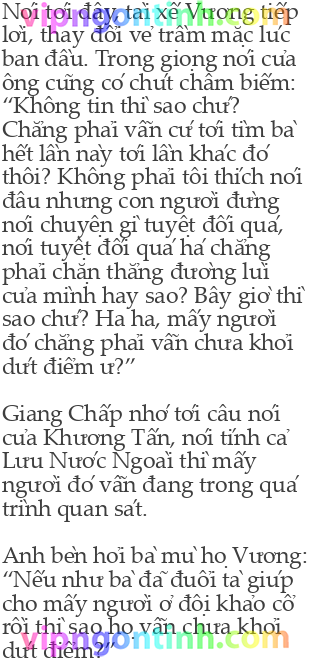 Nói tới đây, tài xế Vương tiếp
lời, thay đổi vẻ trầm mặc lúc
ban đầu. Trong giọng nói của
ông cũng có chút châm biếm:
“Không tin thì sao chứ?
Chẳng phải vẫn cứ tới tìm bà
hết lần này tới lần khác đó
thôi? Không phải tôi thích nói
đâu nhưng con người đừng
nói chuyện gì tuyệt đối quá,
nói tuyệt đối quá há chẳng
phải chặn thẳng đường lui
của mình hay sao? Bây giờ thì
sao chứ? Ha ha, mấy người
đó chẳng phải vẫn chưa khỏi
dứt điểm ư?”

Giang Chấp nhớ tới câu nói
của Khương Tấn, nói tính cả
Lưu Nước Ngoài thì mấy
người đó vẫn đang trong quá
trình quan sát.

Anh bèn hỏi bà mù họ Vương:
“Nếu như bà đã đuổi tà giúp
cho mấy người ở đội khảo cổ
rồi thì sao họ vẫn chưa khỏi
dứt điểm?”
vipngontinh.com
vipngontinh.com